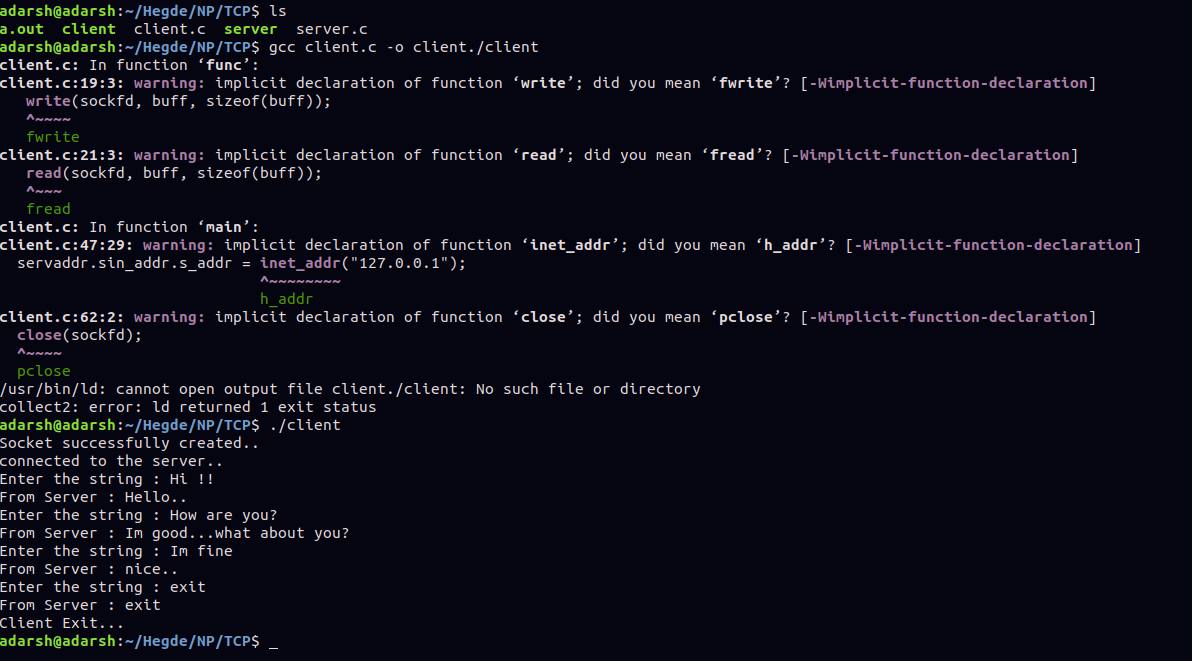 adarsh@adarsh:~/Hegde/NP/TCP$ ls
a.out  client  client.c  server  server.c
adarsh@adarsh:~/Hegde/NP/TCP$ gcc client.c -o client./client
client.c: In function ‘func’:
client.c:19:3: warning: implicit declaration of function ‘write’; did you mean ‘fwrite’? [-Wimplicit-function-declaration]
   write(sockfd, buff, sizeof(buff));
   ^~~~~
   fwrite
client.c:21:3: warning: implicit declaration of function ‘read’; did you mean ‘fread’? [-Wimplicit-function-declaration]
   read(sockfd, buff, sizeof(buff));
   ^~~~
   fread
client.c: In function ‘main’:
client.c:47:29: warning: implicit declaration of function ‘inet_addr’; did you mean ‘h_addr’? [-Wimplicit-function-declaration]
  servaddr.sin_addr.s_addr = inet_addr("127.0.0.1");
                             ^~~~~~~~~
                             h_addr
client.c:62:2: warning: implicit declaration of function ‘close’; did you mean ‘pclose’? [-Wimplicit-function-declaration]
  close(sockfd);
  ^~~~~
  pclose
/usr/bin/ld: cannot open output file client./client: No such file or directory
collect2: error: ld returned 1 exit status
adarsh@adarsh:~/Hegde/NP/TCP$ ./client
Socket successfully created..
connected to the server..
Enter the string : Hi !!
From Server : Hello..
Enter the string : How are you?
From Server : Im good...what about you?
Enter the string : Im fine
From Server : nice..
Enter the string : exit
From Server : exit
Client Exit...
adarsh@adarsh:~/Hegde/NP/TCP$ _